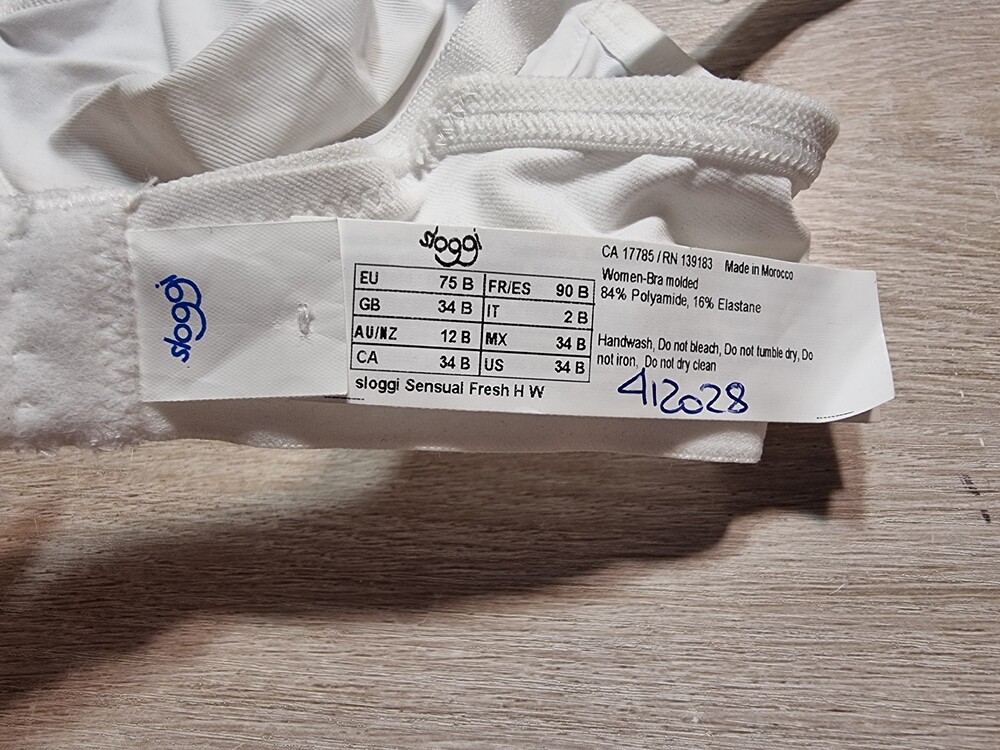 sloggi
sloggi
EU 75 B FR/ES 90 B
GB 34 B IT 2 B
AU/NZ 12 B MX 34 B
CA 34 B US 34 B
sloggi Sensual Fresh H W
CA 17785 / RN 139183 Made in Morocco
Women-Bra molded
84% Polyamide, 16% Elastane
Handwash, Do not bleach, Do not tumble dry, Do
not iron, Do not dry clean
412028